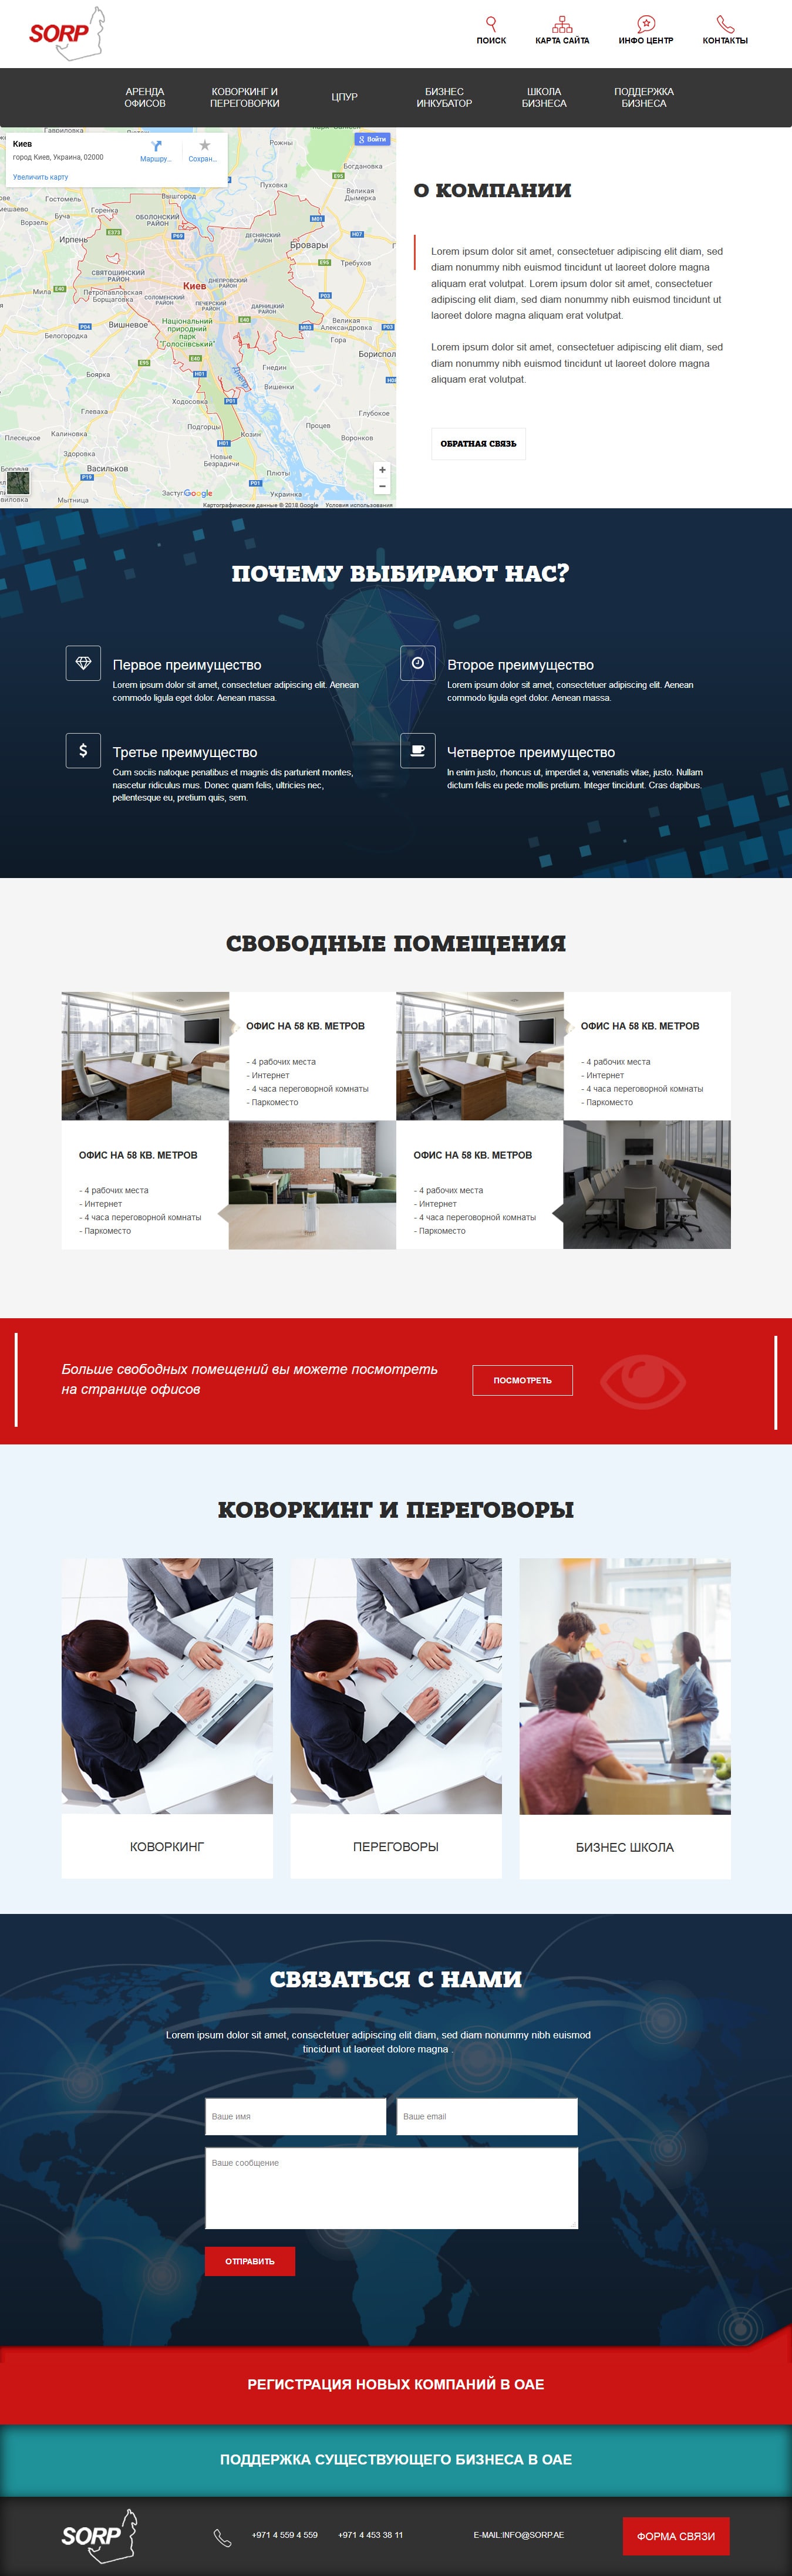 SORP
ПОИСК
КАРТА САЙТА
ИНФО ЦЕНТР
КОНТАКТЫ
АРЕНДА
ОФИСОВ
КОВОРКИНГ И
ПЕРЕГОВОРКИ
ЦПУР
БИЗНЕС
ИНКУБАТОР
ШКОЛА
БИЗНЕСА
ПОДДЕРЖКА
БИЗНЕСА
Киев
город Киев, Украина, 02000
Маршру...
Сохран...
Увеличить карту
Войти
Рожны
Богдановка
Пуховка
Великая
Дымерка
Гостомель
Вышгород
Буча
Горенка
Ворзель
ОБОЛОНСКИЙ
РАЙОН
Ирпень
ДЕСНЯНСКИЙ
РАЙОН
Бровары
Требухов
СВЯТОШИНСКИЙ
РАЙОН
ДНЕПРОВСКИЙ
РАЙОН
Киев
Мила
Петропавловская
Борщаговка
СОЛОМЕНСКИЙ
РАЙОН
ПЕЧЕРСКИЙ
РАЙОН
ДАРНИЦКИЙ
РАЙОН
Вишневое
Национальный
природний
парк
"Голосіївський"
Великая
Александровка
Гора
Белогородка
Борispол
Боярка
Гнедин
Вишенки
Днепр
Ходосовка
Глеваха
Глубокое
Подгорцы
Козин
Процев
Плесецкое
Калиновка
Воронков
Здоровка
Новые
Безрадичи
Васильков
Плюты
Мытница
Застуг
Google
Украинка
Картографические данные © 2018 Google
Условия использования
О КОМПАНИИ
Lorem ipsum dolor sit amet, consectetuer adipiscing elit diam, sed
diam nonummy nibh euismod tincidunt ut laoreet dolore magna
aliquam erat volutpat. Lorem ipsum dolor sit amet, consectetuer
adipiscing elit diam, sed diam nonummy nibh euismod tincidunt ut
laoreet dolore magna aliquam erat volutpat.
Lorem ipsum dolor sit amet, consectetuer adipiscing elit diam, sed
diam nonummy nibh euismod tincidunt ut laoreet dolore magna
aliquam erat volutpat.
ОБРАТНАЯ СВЯЗЬ
ПОЧЕМУ ВЫБИРАЮТ НАС?
Первое преимущество
Lorem ipsum dolor sit amet, consectetuer adipiscing elit. Aenean
commodo ligula eget dolor. Aenean massa.
Второе преимущество
Lorem ipsum dolor sit amet, consectetuer adipiscing elit. Aenean
commodo ligula eget dolor. Aenean massa.
Третье преимущество
Cum sociis natoque penatibus et magnis dis parturient montes,
nascetur ridiculus mus. Donec quam felis, ultricies nec,
pellentesque eu, pretium quis, sem.
Четвертое преимущество
In enim justo, rhoncus ut, imperdiet a, venenatis vitae, justo. Nullam
dictum felis eu pede mollis pretium. Integer tincidunt. Cras dapibus.
СВОБОДНЫЕ ПОМЕЩЕНИЯ
ОФИС НА 58 КВ. МЕТРОВ
- 4 рабочих места
- Интернет
- 4 часа переговорной комнаты
- Паркоместо
ОФИС НА 58 КВ. МЕТРОВ
- 4 рабочих места
- Интернет
- 4 часа переговорной комнаты
- Паркоместо
ОФИС НА 58 КВ. МЕТРОВ
- 4 рабочих места
- Интернет
- 4 часа переговорной комнаты
- Паркоместо
ОФИС НА 58 КВ. МЕТРОВ
- 4 рабочих места
- Интернет
- 4 часа переговорной комнаты
- Паркоместо
Больше свободных помещений вы можете посмотреть
на странице офисов
ПОСМОТРЕТЬ
КОВОРКИНГ И ПЕРЕГОВОРЫ
КОВОРКИНГ
ПЕРЕГОВОРЫ
БИЗНЕС ШКОЛА
СВЯЗАТЬСЯ С НАМИ
Lorem ipsum dolor sit amet, consectetuer adipiscing elit diam, sed diam nonummy nibh euismod
tincidunt ut laoreet dolore magna .
Ваше имя
Ваше email
Ваше сообщение
ОТПРАВИТЬ
РЕГИСТРАЦИЯ НОВЫХ КОМПАНИЙ В ОАЕ
ПОДДЕРЖКА СУЩЕСТВУЮЩЕГО БИЗНЕСА В ОАЕ
SORP
+971 4 559 4 559
+971 4 453 38 11
E-MAIL:INFO@SORP.AE
ФОРМА СВЯЗИ